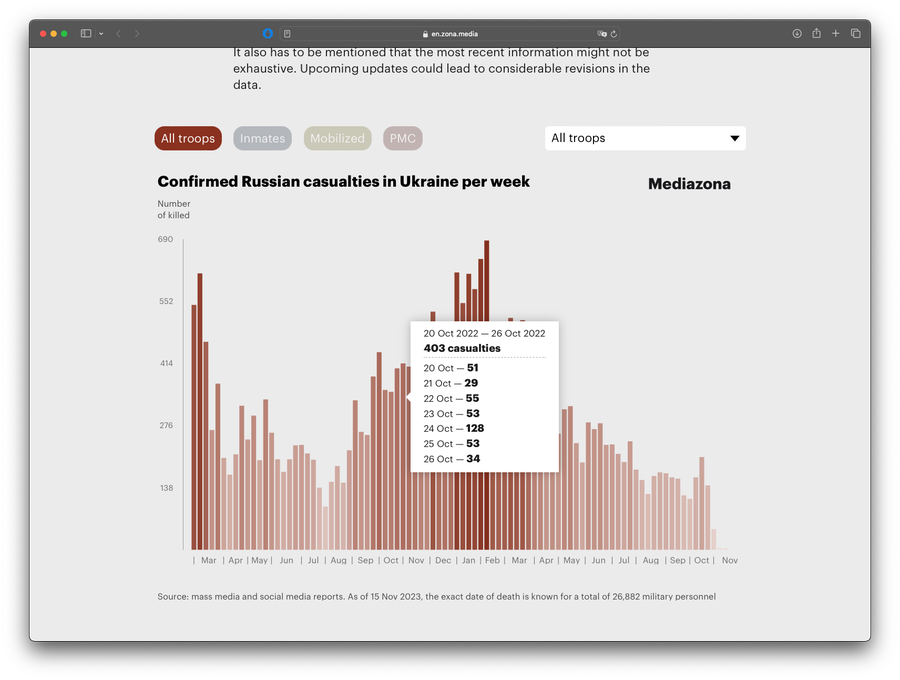 en.zona.media
It also has to be mentioned that the most recent information might not be
exhaustive. Upcoming updates could lead to considerable revisions in the
data.
All troops
Inmates
Mobilized
PMC
All troops
Confirmed Russian casualties in Ukraine per week
Mediazona
Number
of killed
690
552
414
276
138
20 Oct 2022 — 26 Oct 2022
403 casualties
20 Oct — 51
21 Oct — 29
22 Oct — 55
23 Oct — 53
24 Oct — 128
25 Oct — 53
26 Oct — 34
| Mar | Apr | May | Jun | Jul | Aug | Sep | Oct | Nov | Dec | Jan | Feb | Mar | Apr | May | Jun | Jul | Aug | Sep | Oct | Nov
Source: mass media and social media reports. As of 15 Nov 2023, the exact date of death is known for a total of 26,882 military personnel